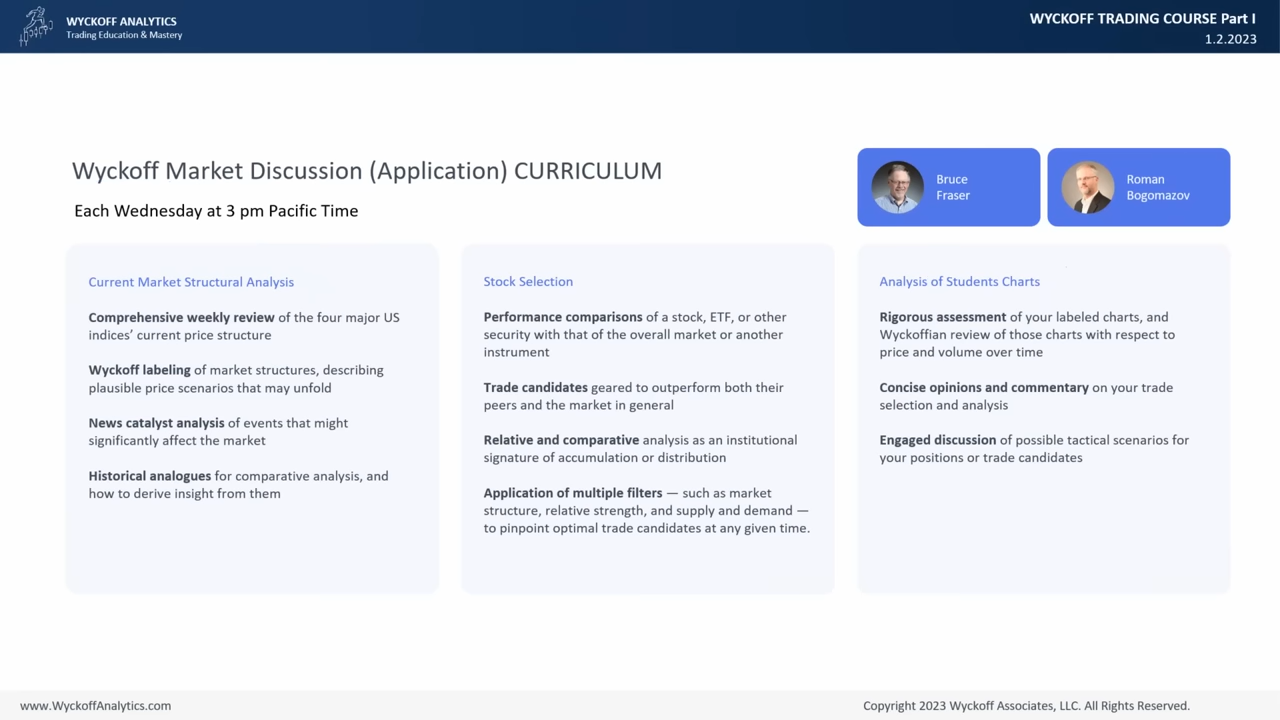 WYCKOFF ANALYTICS
Trading Education & Mastery
WYCKOFF TRADING COURSE Part I
1.2.2023
Wyckoff Market Discussion (Application) CURRICULUM
Each Wednesday at 3 pm Pacific Time
Bruce
Fraser
Roman
Bogomazov
Current Market Structural Analysis
Comprehensive weekly review of the four major US
indices’ current price structure
Wyckoff labeling of market structures, describing
plausible price scenarios that may unfold
News catalyst analysis of events that might
significantly affect the market
Historical analogues for comparative analysis, and
how to derive insight from them
Stock Selection
Performance comparisons of a stock, ETF, or other
security with that of the overall market or another
instrument
Trade candidates geared to outperform both their
peers and the market in general
Relative and comparative analysis as an institutional
signature of accumulation or distribution
Application of multiple filters — such as market
structure, relative strength, and supply and demand —
to pinpoint optimal trade candidates at any given time.
Analysis of Students Charts
Rigorous assessment of your labeled charts, and
Wyckoffian review of those charts with respect to
price and volume over time
Concise opinions and commentary on your trade
selection and analysis
Engaged discussion of possible tactical scenarios for
your positions or trade candidates
www.WyckoffAnalytics.com
Copyright 2023 Wyckoff Associates, LLC. All Rights Reserved.